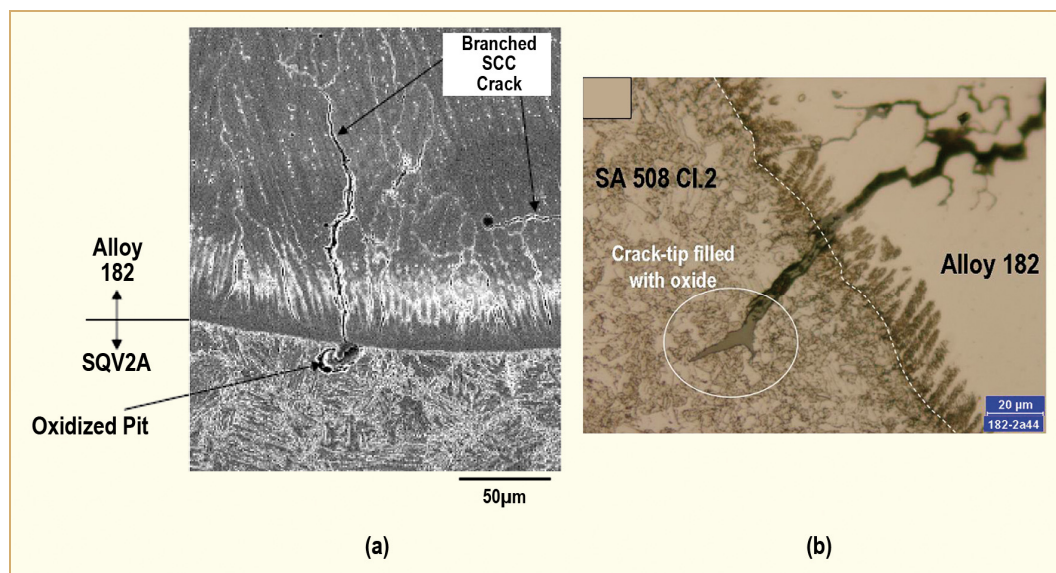 Branched
SCC
Crack
Alloy
182
SQV2A
Oxidized Pit
50µm
(a)
SA 508 Cl.2
Crack-tip filled
with oxide
Alloy 182
20 µm
182-2a44
(b)